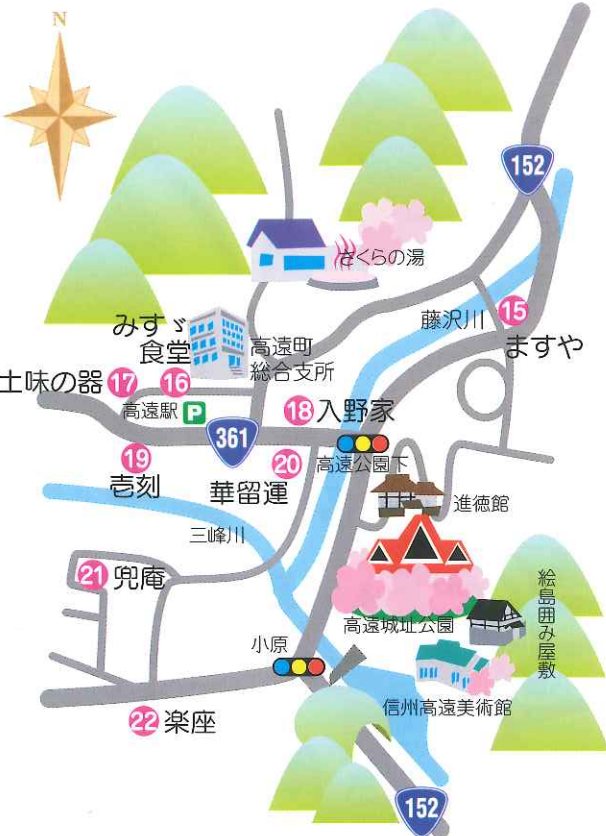 N
152
さくらの湯
藤沢川
15
ますや
みすゞ
食堂
高遠町
総合支所
土味の器 17
16
高遠駅 P
18 入野家
361
高遠公園下
19
壱刻
20
華留運
進徳館
三峰川
21 兜庵
高遠城址公園
絵島囲み屋敷
小原
信州高遠美術館
22 楽座
152